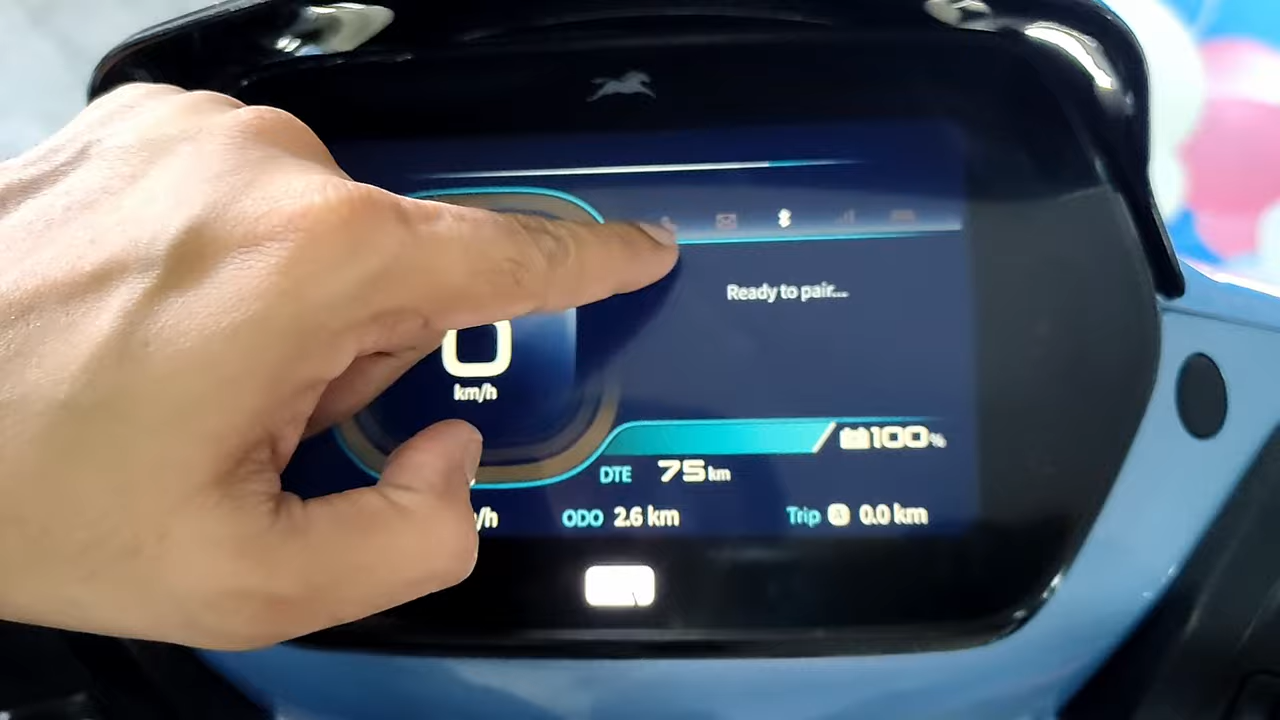 Ready to pair...
0
km/h
100%
DTE 75 km
/h
ODO 2.6 km
Trip A 0.0 km